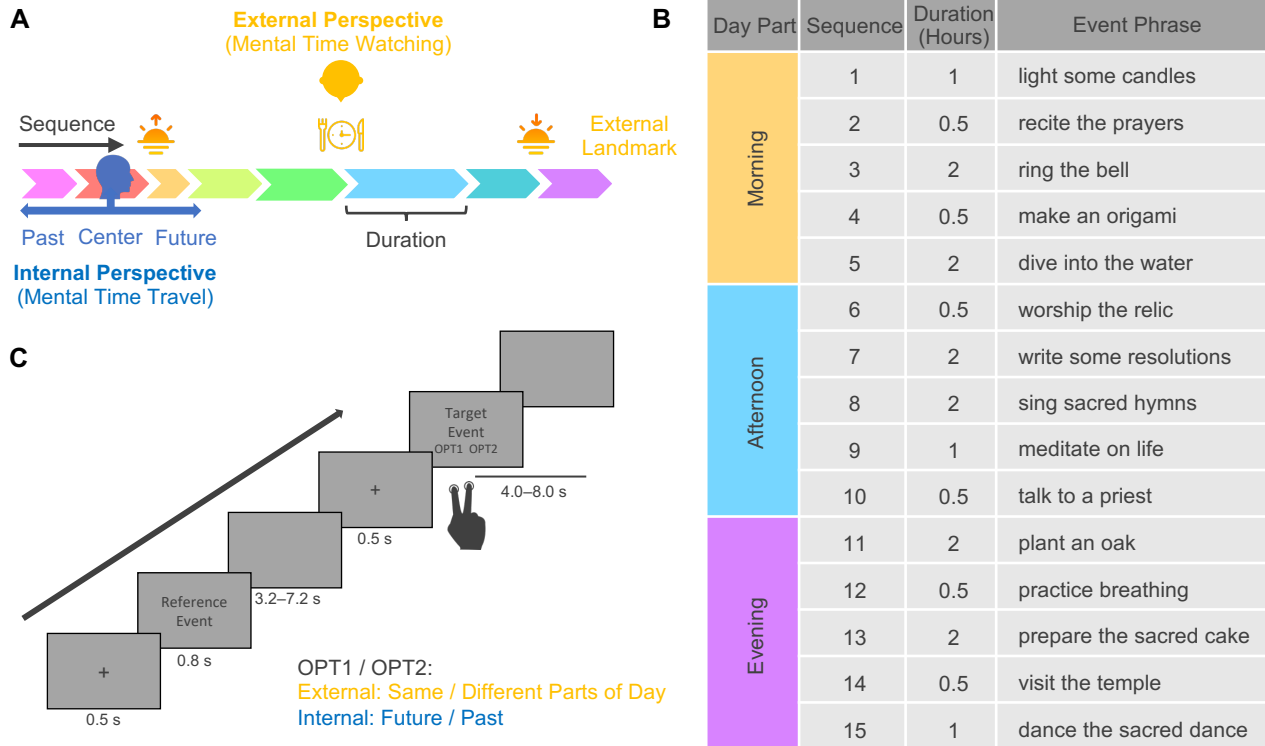 A
External Perspective
(Mental Time Watching)
Sequence
External
Landmark
Past Center Future
Duration
Internal Perspective
(Mental Time Travel)
B
Day Part Sequence Duration (Hours) Event Phrase
Morning
1 1 light some candles
2 0.5 recite the prayers
3 2 ring the bell
4 0.5 make an origami
5 2 dive into the water
Afternoon
6 0.5 worship the relic
7 2 write some resolutions
8 2 sing sacred hymns
9 1 meditate on life
10 0.5 talk to a priest
Evening
11 2 plant an oak
12 0.5 practice breathing
13 2 prepare the sacred cake
14 0.5 visit the temple
15 1 dance the sacred dance
C
+
0.5 s
Reference
Event
0.8 s
3.2–7.2 s
+
0.5 s
Target
Event
OPT1 OPT2
4.0–8.0 s
OPT1 / OPT2:
External: Same / Different Parts of Day
Internal: Future / Past